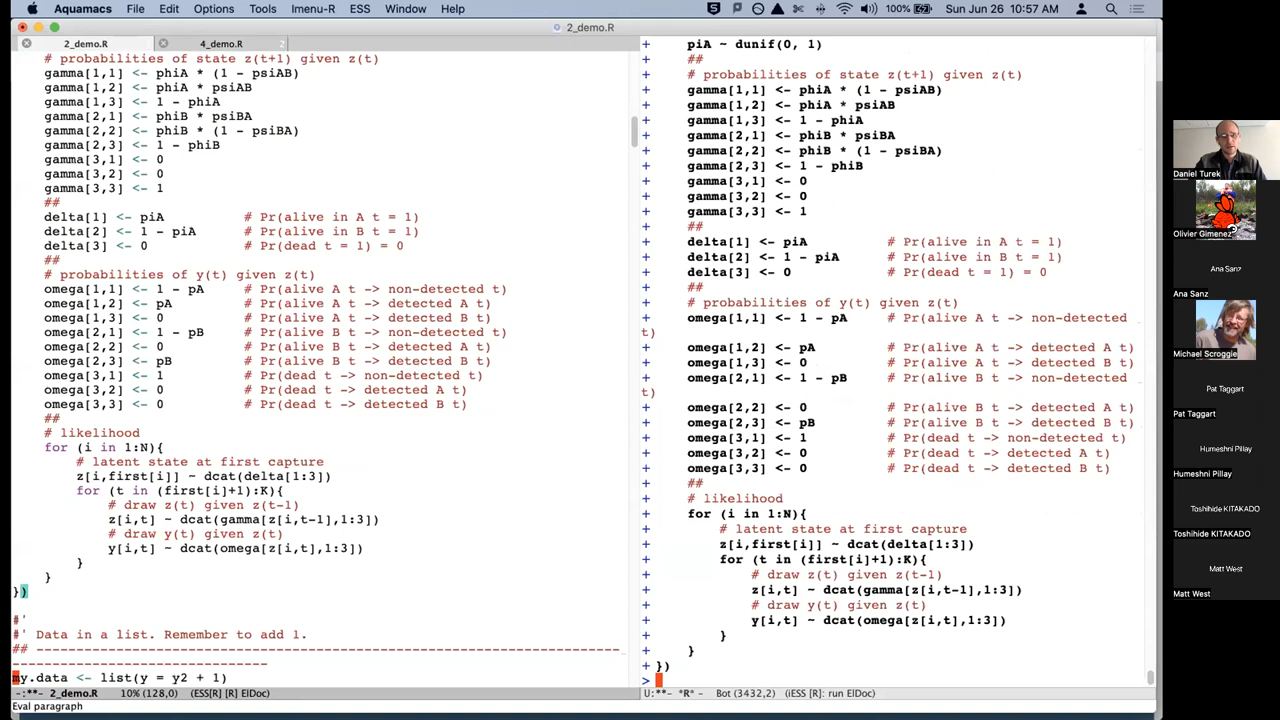 Aquamacs File Edit Options Tools Imenu-R ESS Window Help 100% Sun Jun 26 10:57 AM
2_demo.R
2_demo.R 4_demo.R
# probabilities of state z(t+1) given z(t)
gamma[1,1] <- phiA * (1 - psiAB)
gamma[1,2] <- phiA * psiAB
gamma[1,3] <- 1 - phiA
gamma[2,1] <- phiB * psiBA
gamma[2,2] <- phiB * (1 - psiBA)
gamma[2,3] <- 1 - phiB
gamma[3,1] <- 0
gamma[3,2] <- 0
gamma[3,3] <- 1
##
delta[1] <- piA # Pr(alive in A t = 1)
delta[2] <- 1 - piA # Pr(alive in B t = 1)
delta[3] <- 0 # Pr(dead t = 1) = 0
##
# probabilities of y(t) given z(t)
omega[1,1] <- 1 - pA # Pr(alive A t -> non-detected t)
omega[1,2] <- pA # Pr(alive A t -> detected A t)
omega[1,3] <- 0 # Pr(alive A t -> detected B t)
omega[2,1] <- 1 - pB # Pr(alive B t -> non-detected t)
omega[2,2] <- 0 # Pr(alive B t -> detected A t)
omega[2,3] <- pB # Pr(alive B t -> detected B t)
omega[3,1] <- 1 # Pr(dead t -> non-detected t)
omega[3,2] <- 0 # Pr(dead t -> detected A t)
omega[3,3] <- 0 # Pr(dead t -> detected B t)
##
# likelihood
for (i in 1:N){
# latent state at first capture
z[i,first[i]] ~ dcat(delta[1:3])
for (t in (first[i]+1):K){
# draw z(t) given z(t-1)
z[i,t] ~ dcat(gamma[z[i,t-1],1:3])
# draw y(t) given z(t)
y[i,t] ~ dcat(omega[z[i,t],1:3])
}
}
})
#'
#' Data in a list. Remember to add 1.
## -------------------------------------------------------------------------
--------------------------------
my.data <- list(y = y2 + 1)
-:**- 2_demo.R 10% (128,0) (ESS[R] [R] ElDoc)
Eval paragraph
+ piA ~ dunif(0, 1)
+ ##
+ # probabilities of state z(t+1) given z(t)
+ gamma[1,1] <- phiA * (1 - psiAB)
+ gamma[1,2] <- phiA * psiAB
+ gamma[1,3] <- 1 - phiA
+ gamma[2,1] <- phiB * psiBA
+ gamma[2,2] <- phiB * (1 - psiBA)
+ gamma[2,3] <- 1 - phiB
+ gamma[3,1] <- 0
+ gamma[3,2] <- 0
+ gamma[3,3] <- 1
+ ##
+ delta[1] <- piA # Pr(alive in A t = 1)
+ delta[2] <- 1 - piA # Pr(alive in B t = 1)
+ delta[3] <- 0 # Pr(dead t = 1) = 0
+ ##
+ # probabilities of y(t) given z(t)
+ omega[1,1] <- 1 - pA # Pr(alive A t -> non-detected
t)
+ omega[1,2] <- pA # Pr(alive A t -> detected A t)
+ omega[1,3] <- 0 # Pr(alive A t -> detected B t)
+ omega[2,1] <- 1 - pB # Pr(alive B t -> non-detected
t)
+ omega[2,2] <- 0 # Pr(alive B t -> detected A t)
+ omega[2,3] <- pB # Pr(alive B t -> detected B t)
+ omega[3,1] <- 1 # Pr(dead t -> non-detected t)
+ omega[3,2] <- 0 # Pr(dead t -> detected A t)
+ omega[3,3] <- 0 # Pr(dead t -> detected B t)
+ ##
+ # likelihood
+ for (i in 1:N){
+ # latent state at first capture
+ z[i,first[i]] ~ dcat(delta[1:3])
+ for (t in (first[i]+1):K){
+ # draw z(t) given z(t-1)
+ z[i,t] ~ dcat(gamma[z[i,t-1],1:3])
+ # draw y(t) given z(t)
+ y[i,t] ~ dcat(omega[z[i,t],1:3])
+ }
+ }
+ })
>
U:**- *R* - Bot (3432,2) (iESS [R]: run ElDoc)
Daniel Turek
Olivier Gimenez
Ana Sanz
Ana Sanz
Michael Scroggie
Pat Taggart
Pat Taggart
Humeshni Pillay
Humeshni Pillay
Toshihide KITAKADO
Toshihide KITAKADO
Matt West
Matt West